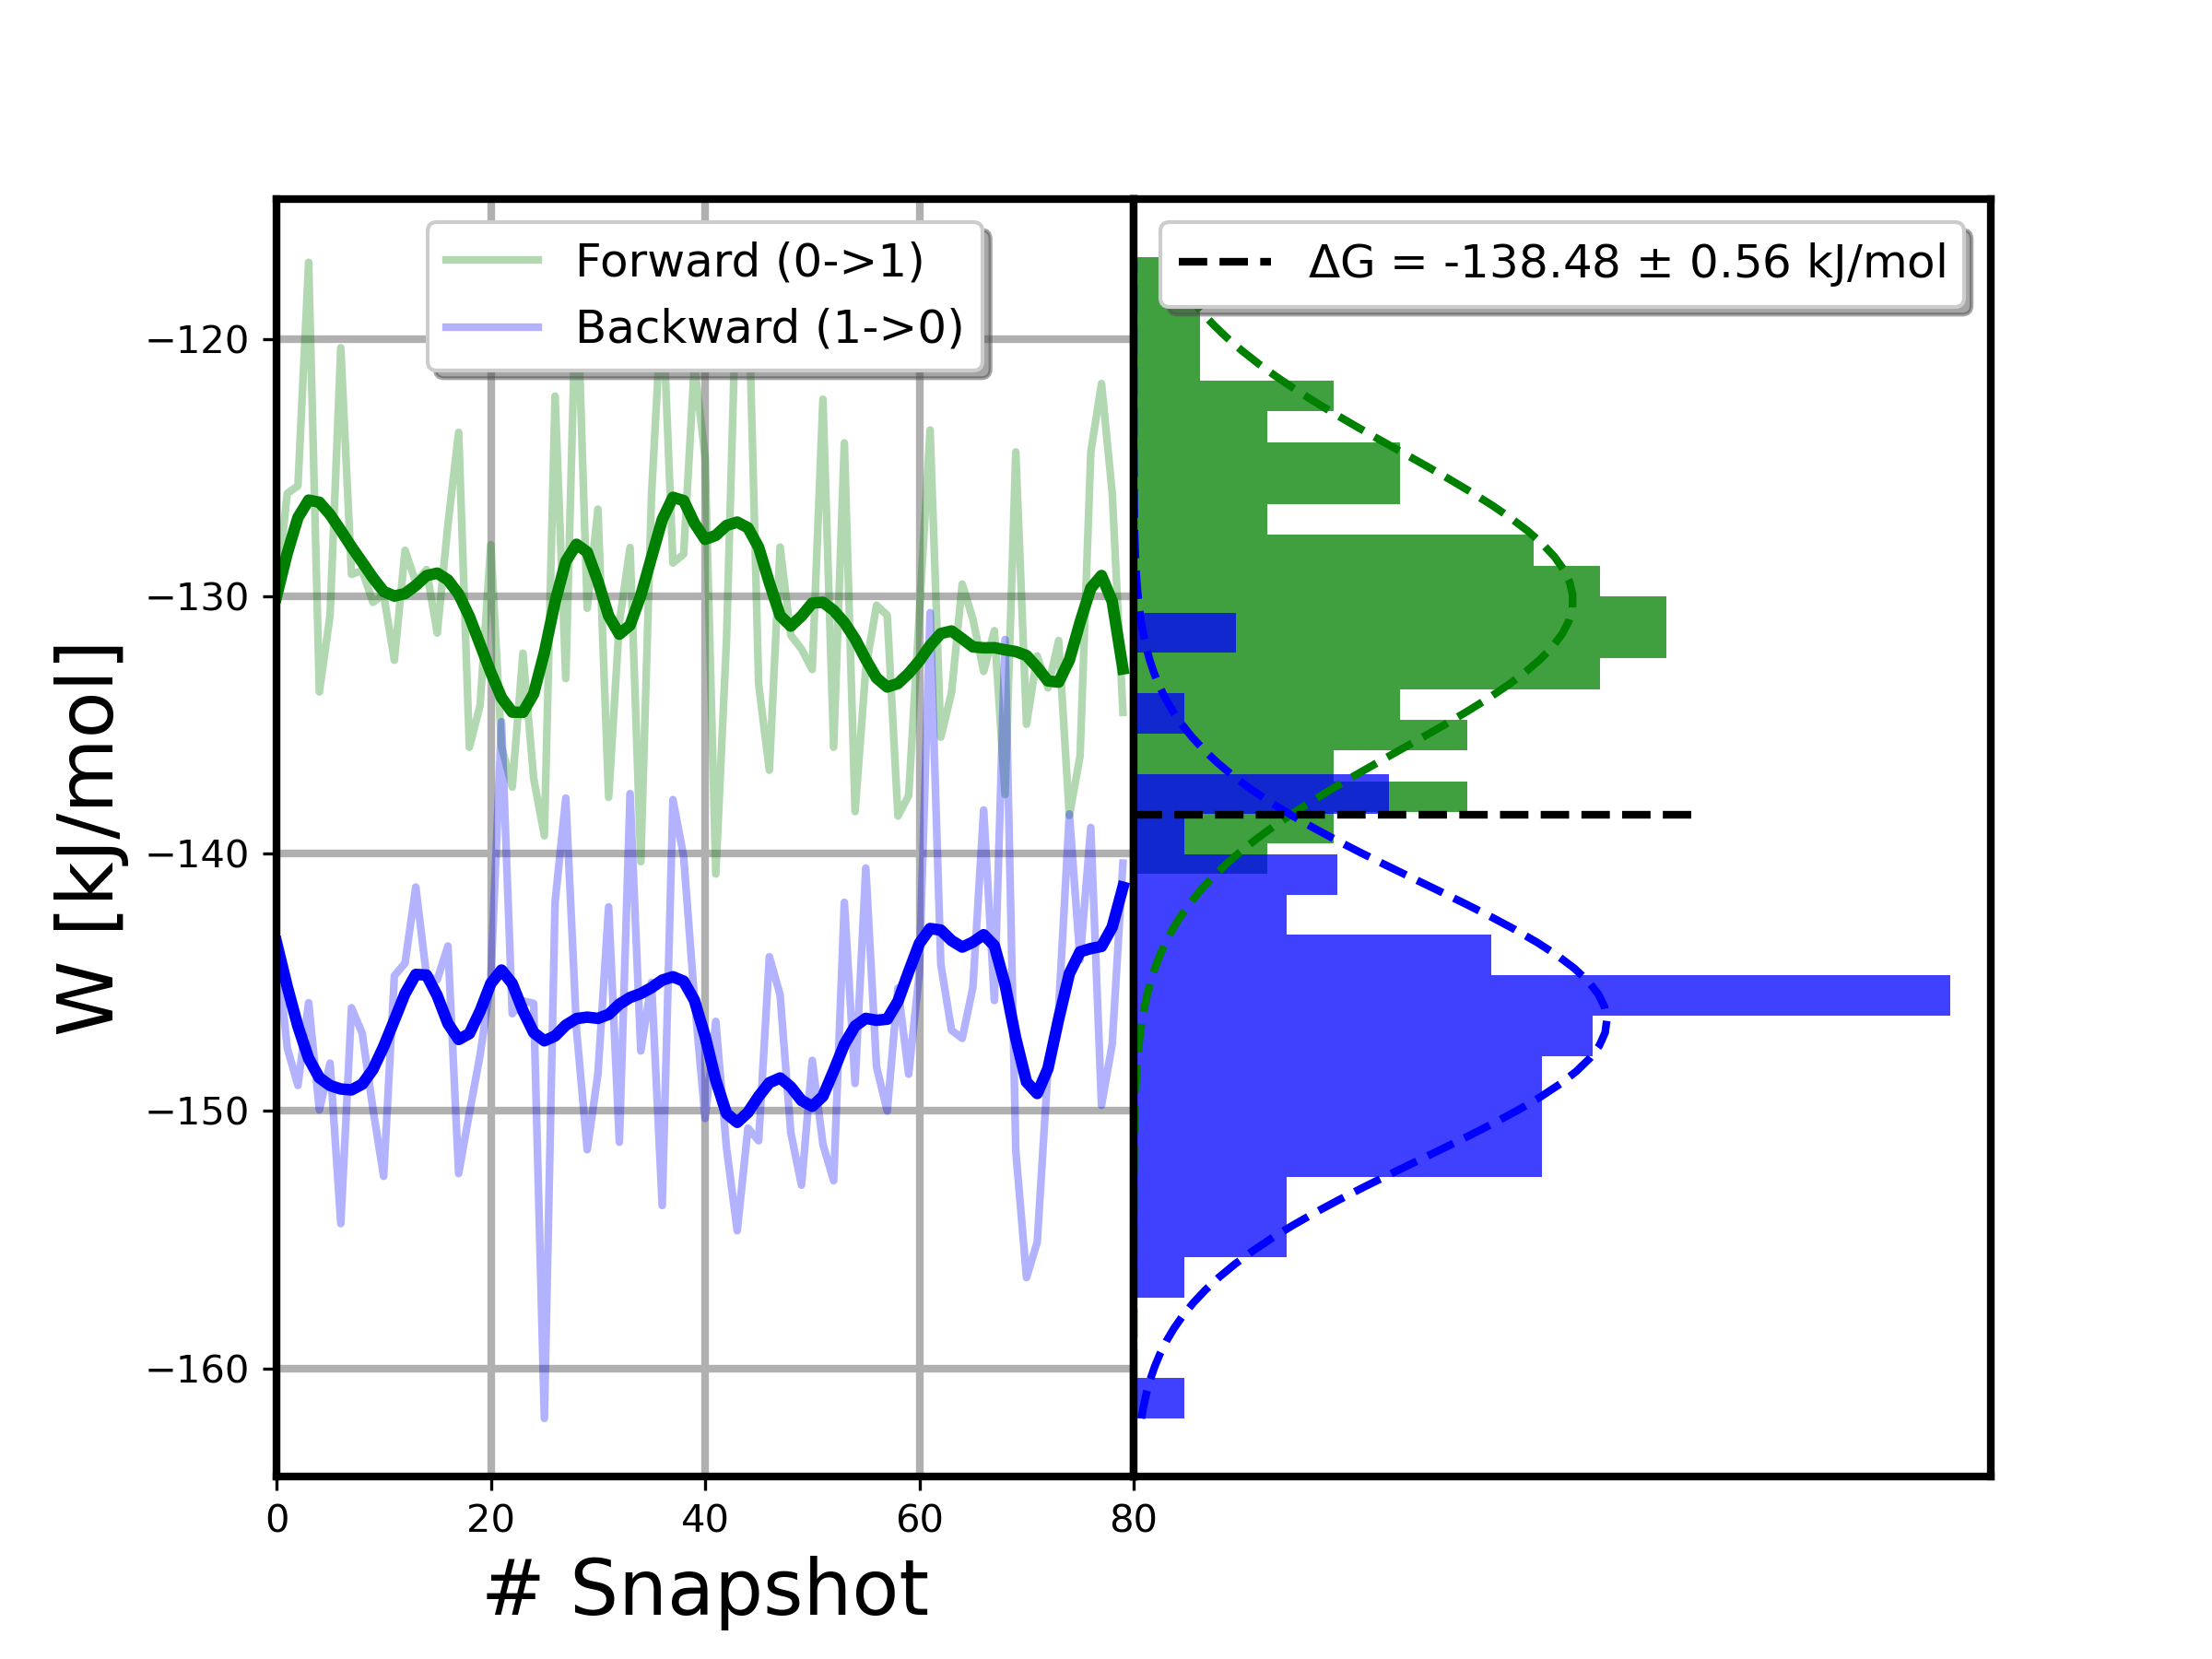 Forward (0->1)
Backward (1->0)
ΔG = -138.48 ± 0.56 kJ/mol
W [kJ/mol]
−120
−130
−140
−150
−160
0 20 40 60 80
# Snapshot